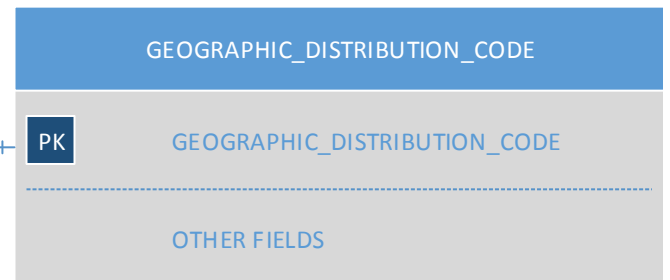 GEOGRAPHIC_DISTRIBUTION_CODE
PK GEOGRAPHIC_DISTRIBUTION_CODE
OTHER FIELDS